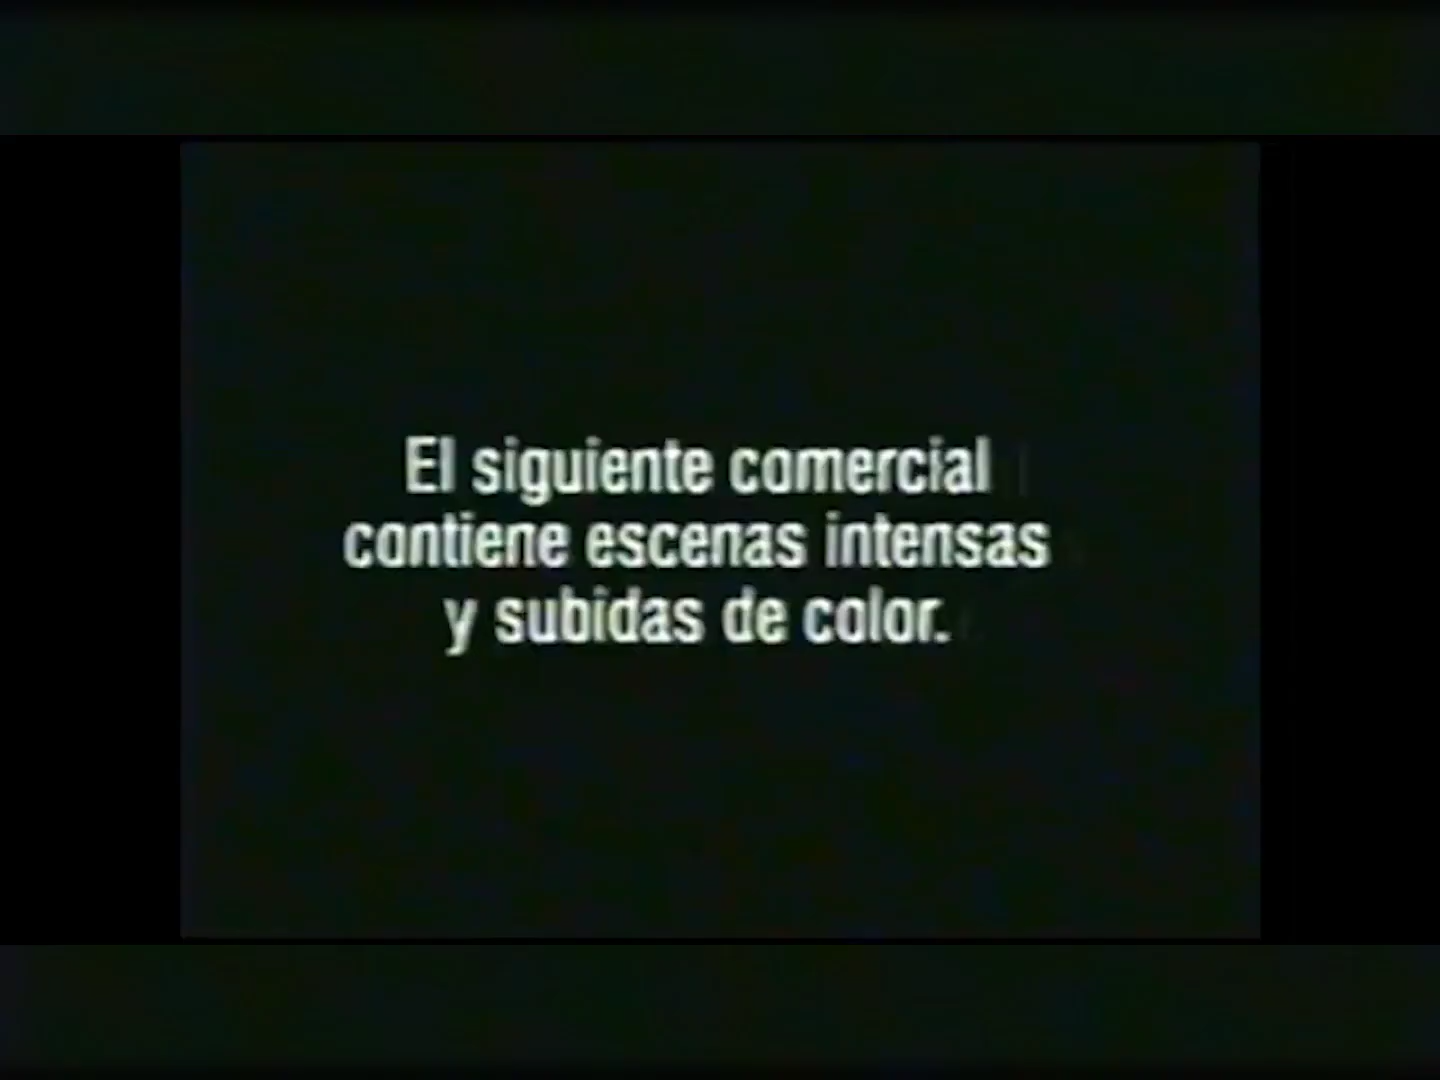 El siguiente comercial
contiene escenas intensas
y subidas de color.